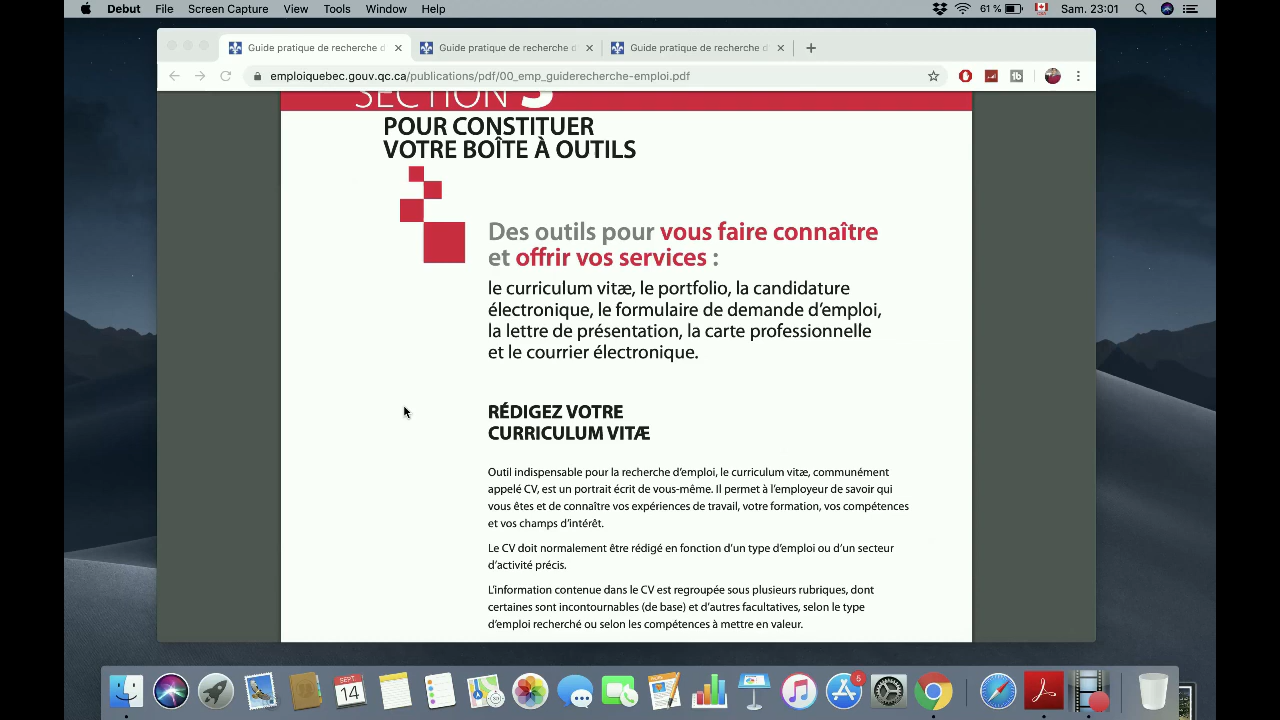 Debut File Screen Capture View Tools Window Help 61 % Sam. 23:01
Guide pratique de recherche d Guide pratique de recherche d Guide pratique de recherche d
emploiquebec.gouv.qc.ca/publications/pdf/00_emp_guiderecherche-emploi.pdf
SECTION 3
POUR CONSTITUER
VOTRE BOÎTE À OUTILS
Des outils pour vous faire connaître
et offrir vos services :
le curriculum vitæ, le portfolio, la candidature
électronique, le formulaire de demande d’emploi,
la lettre de présentation, la carte professionnelle
et le courrier électronique.
RÉDIGEZ VOTRE
CURRICULUM VITÆ
Outil indispensable pour la recherche d’emploi, le curriculum vitæ, communément
appelé CV, est un portrait écrit de vous-même. Il permet à l’employeur de savoir qui
vous êtes et de connaître vos expériences de travail, votre formation, vos compétences
et vos champs d’intérêt.
Le CV doit normalement être rédigé en fonction d’un type d’emploi ou d’un secteur
d’activité précis.
L’information contenue dans le CV est regroupée sous plusieurs rubriques, dont
certaines sont incontournables (de base) et d’autres facultatives, selon le type
d’emploi recherché ou selon les compétences à mettre en valeur.
SEPT.
14
6